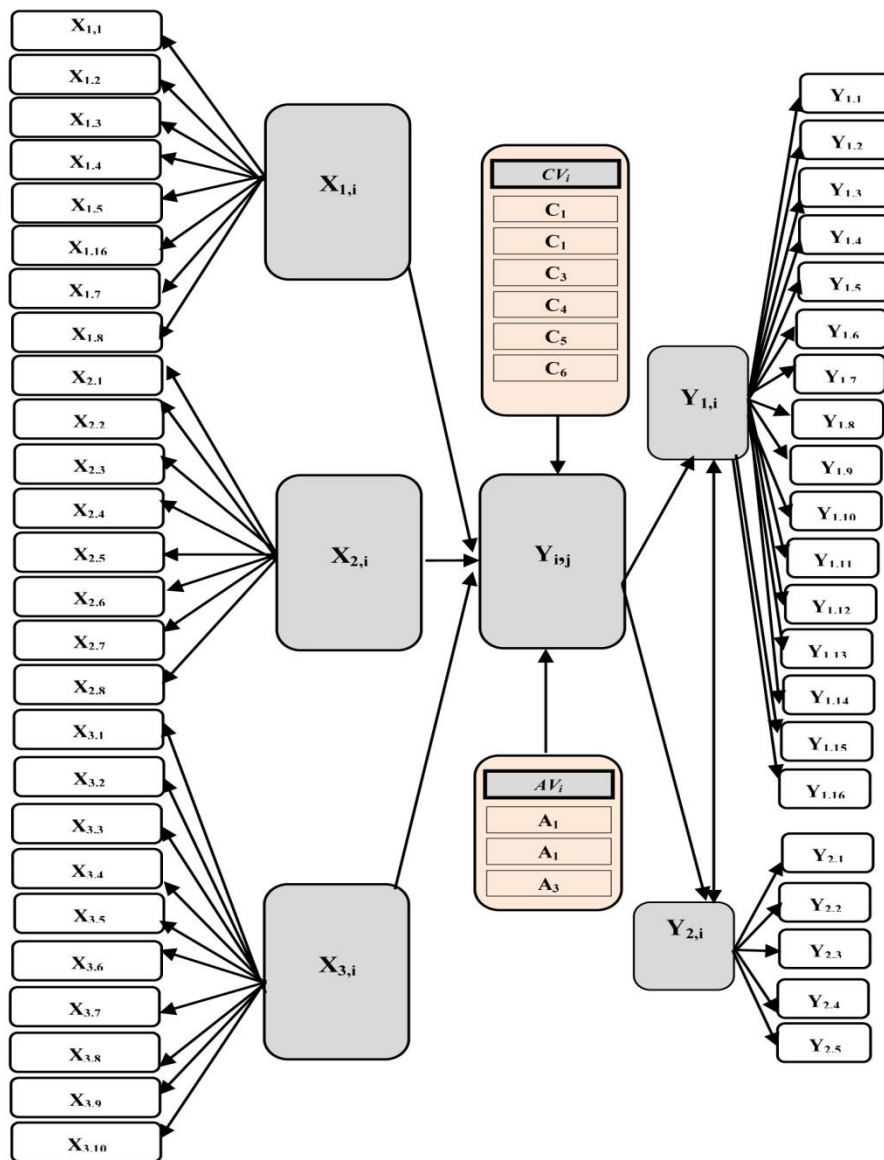 X1,1
X1.2
X1.3
X1.4
X1.5
X1.16
X1.7
X1.8
X2.1
X2.2
X2.3
X2.4
X2.5
X2.6
X2.7
X2.8
X3.1
X3.2
X3.3
X3.4
X3.5
X3.6
X3.7
X3.8
X3.9
X3.10
X1,i
X2,i
X3,i
CVi
C1
C1
C3
C4
C5
C6
Yi,j
AVi
A1
A1
A3
Y1,i
Y2,i
Y1.1
Y1.2
Y1.3
Y1.4
Y1.5
Y1.6
Y1.7
Y1.8
Y1.9
Y1.10
Y1.11
Y1.12
Y1.13
Y1.14
Y1.15
Y1.16
Y2.1
Y2.2
Y2.3
Y2.4
Y2.5